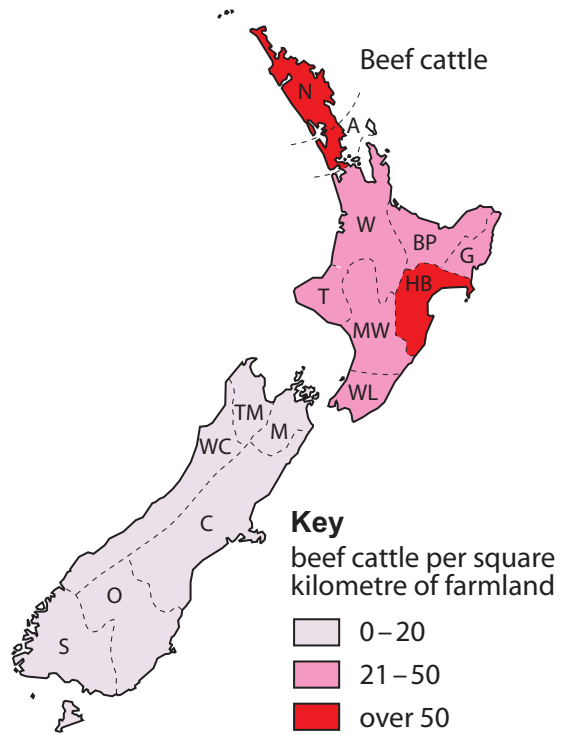 Beef cattle
N
A
W
BP
G
T
HB
MW
WL
TM
M
WC
C
O
S
Key
beef cattle per square
kilometre of farmland
0–20
21–50
over 50